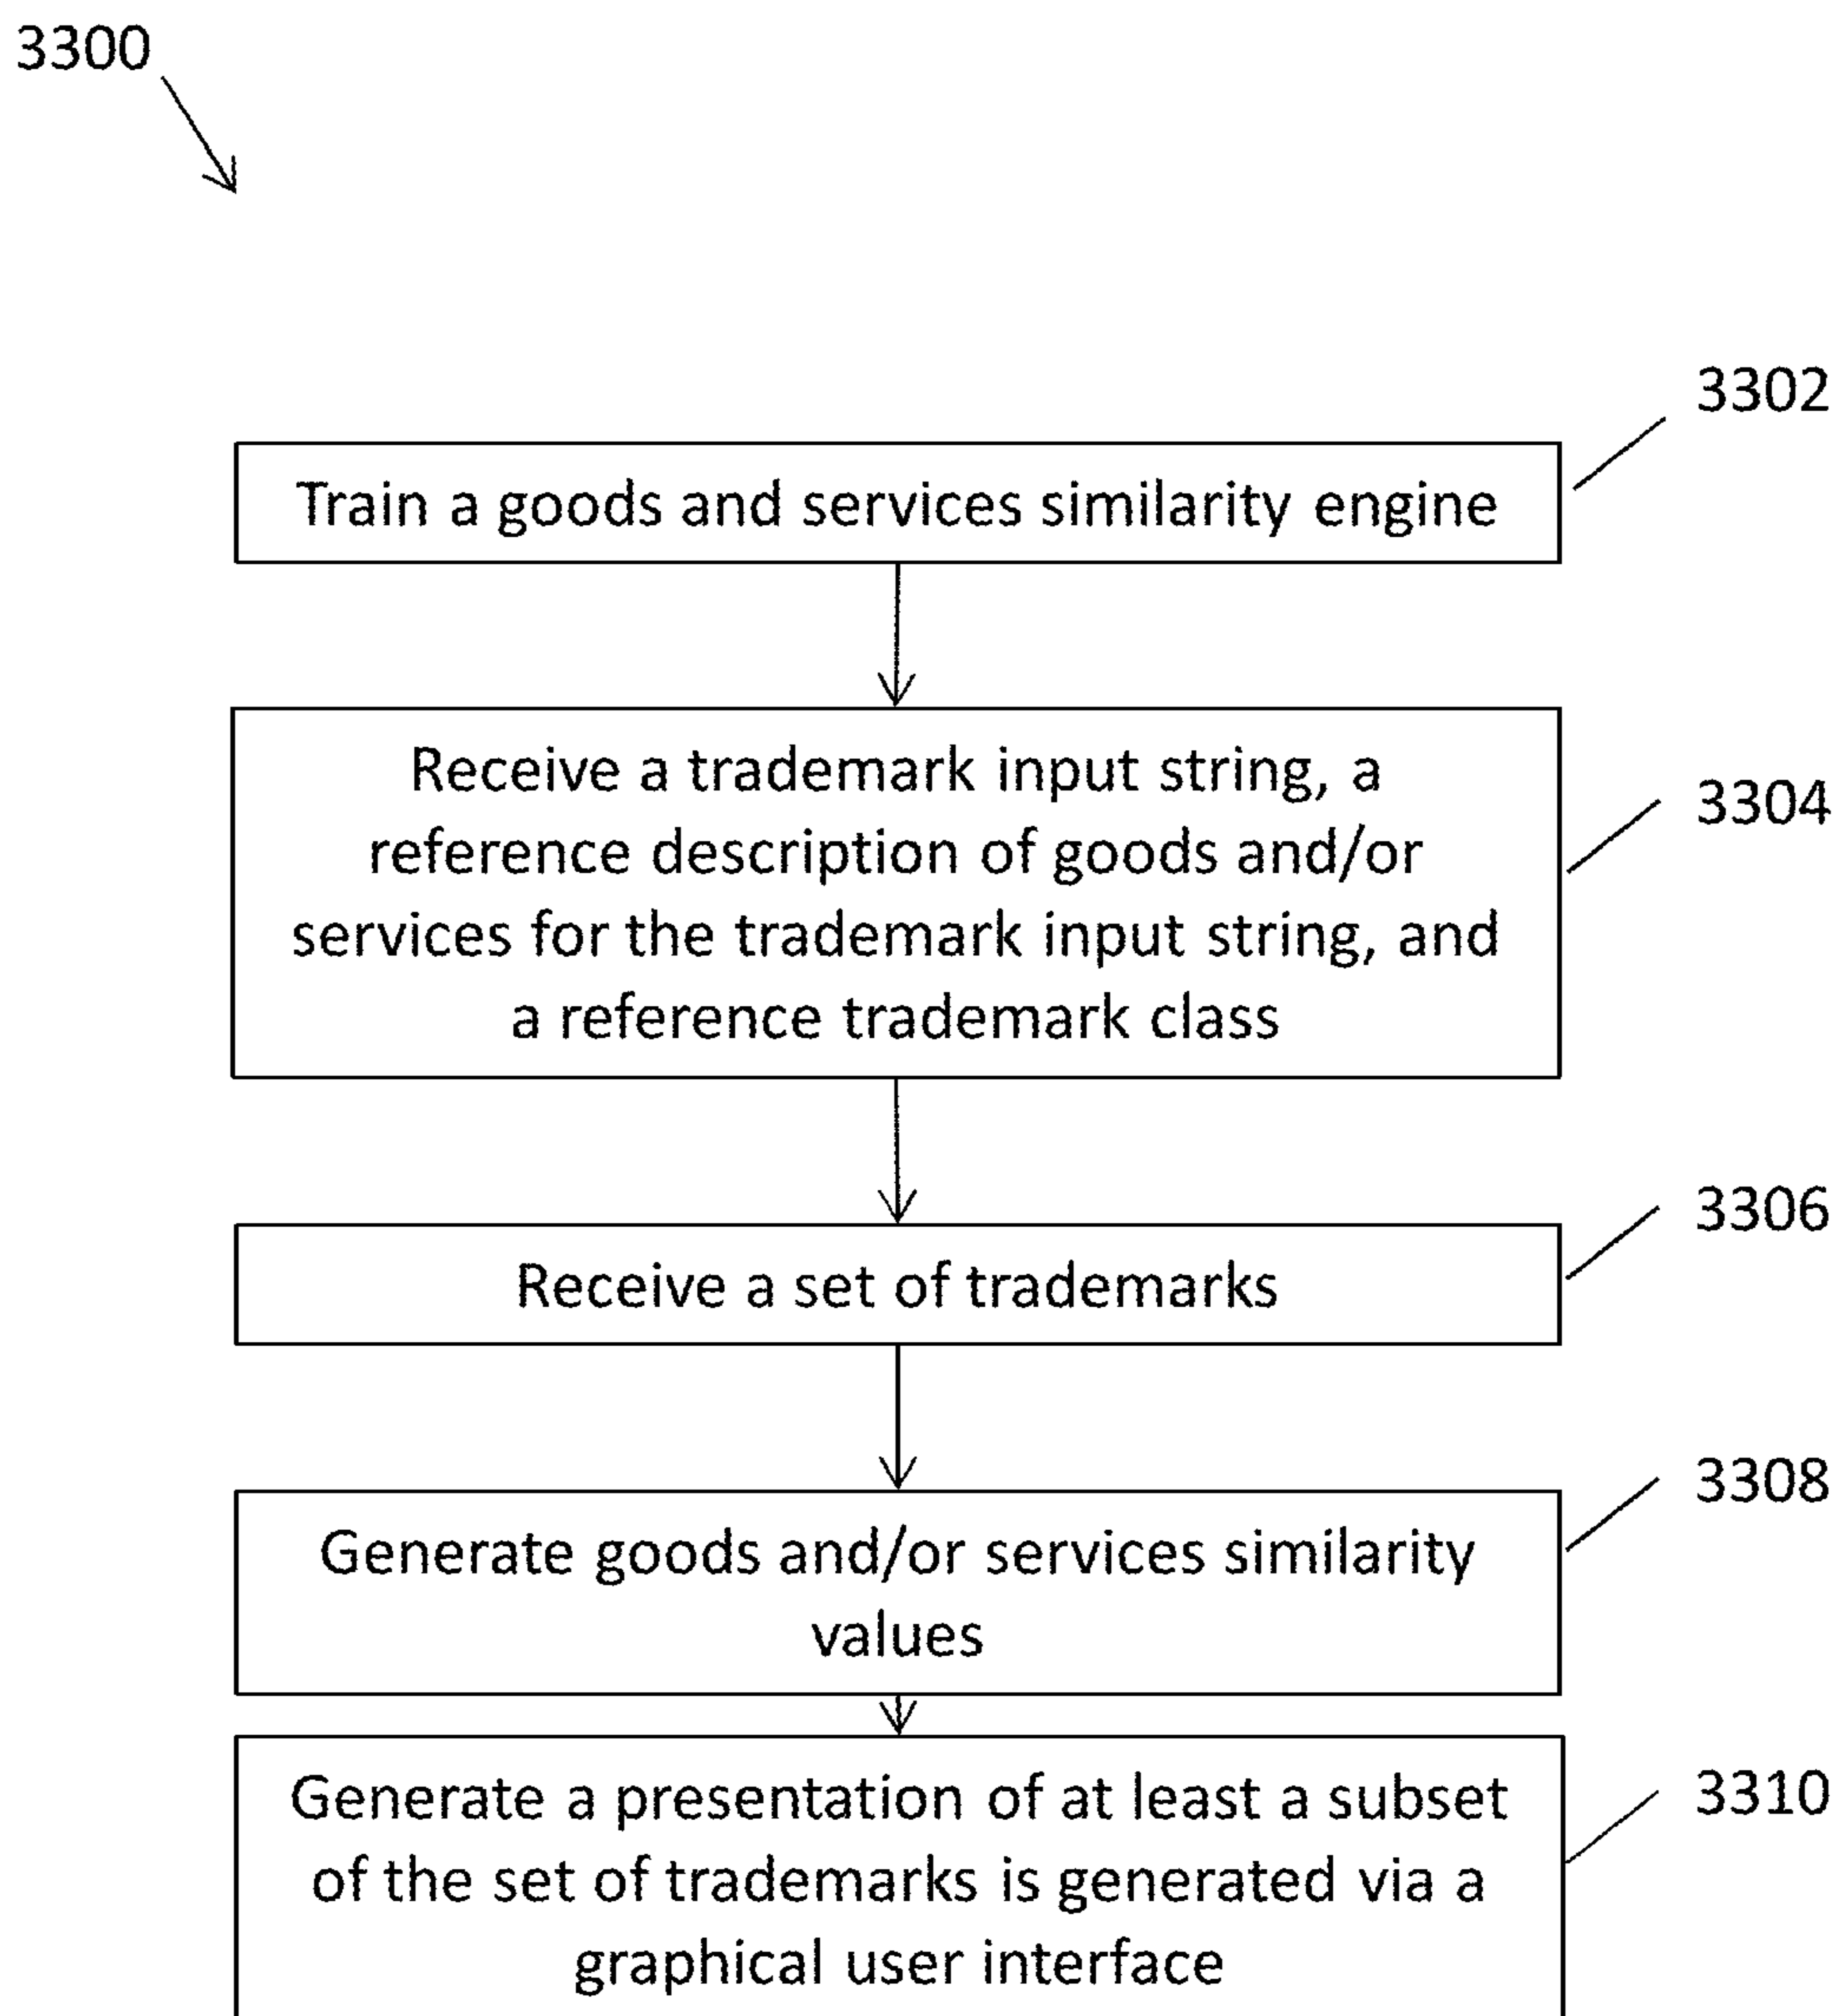 3300
3302
Train a goods and services similarity engine
Receive a trademark input string, a
reference description of goods and/or
services for the trademark input string, and
a reference trademark class
3304
3306
Receive a set of trademarks
3308
Generate goods and/or services similarity
values
3310
Generate a presentation of at least a subset
of the set of trademarks is generated via a
graphical user interface